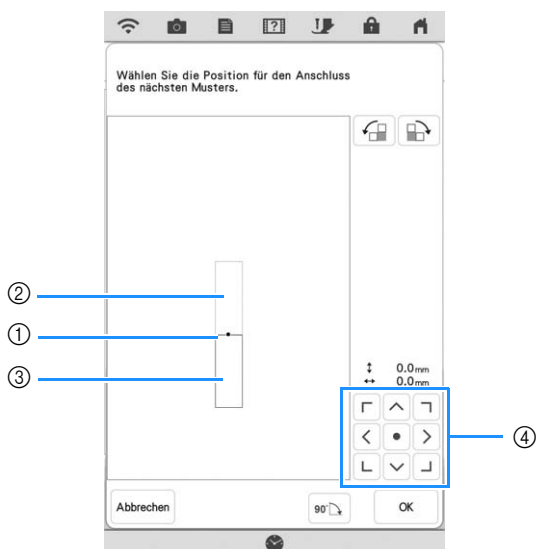 Wählen Sie die Position für den Anschluss
des nächsten Musters.
②
①
③
0.0mm
0.0mm
④
Abbrechen
90°
OK